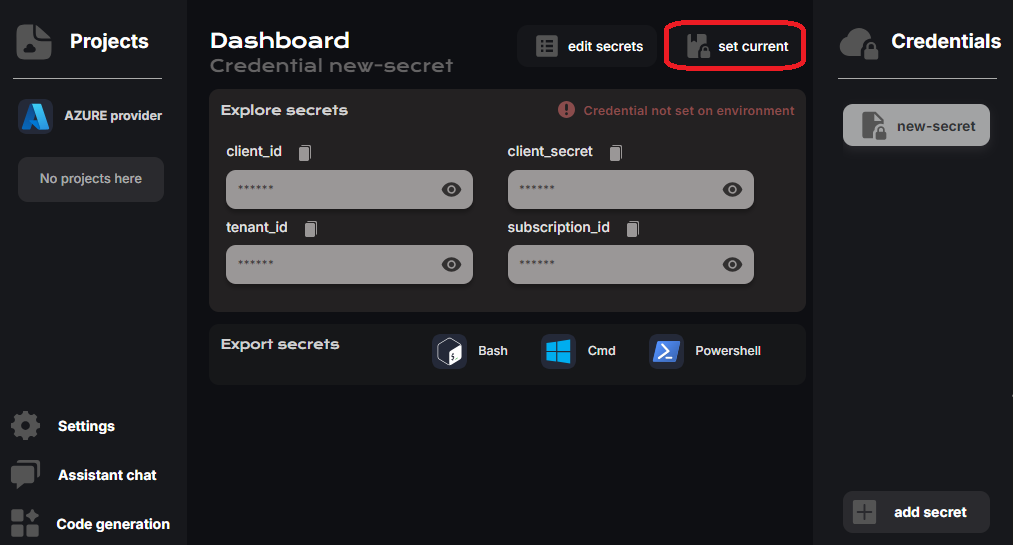 Projects
AZURE provider
No projects here
Settings
Assistant chat
Code generation
Dashboard
Credential new-secret
edit secrets
set current
Explore secrets
Credential not set on environment
client_id
******
client_secret
******
tenant_id
******
subscription_id
******
Export secrets
$
Bash
Cmd
Powershell
Credentials
new-secret
add secret